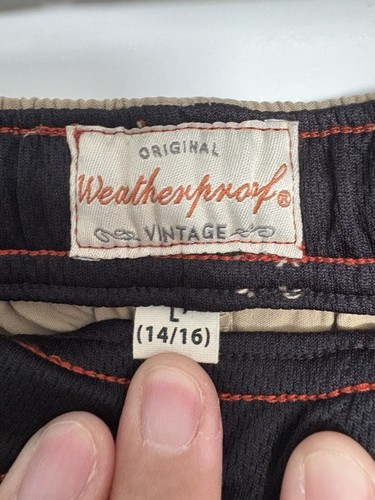 ORIGINAL
Weatherproof®
VINTAGE
L
(14/16)